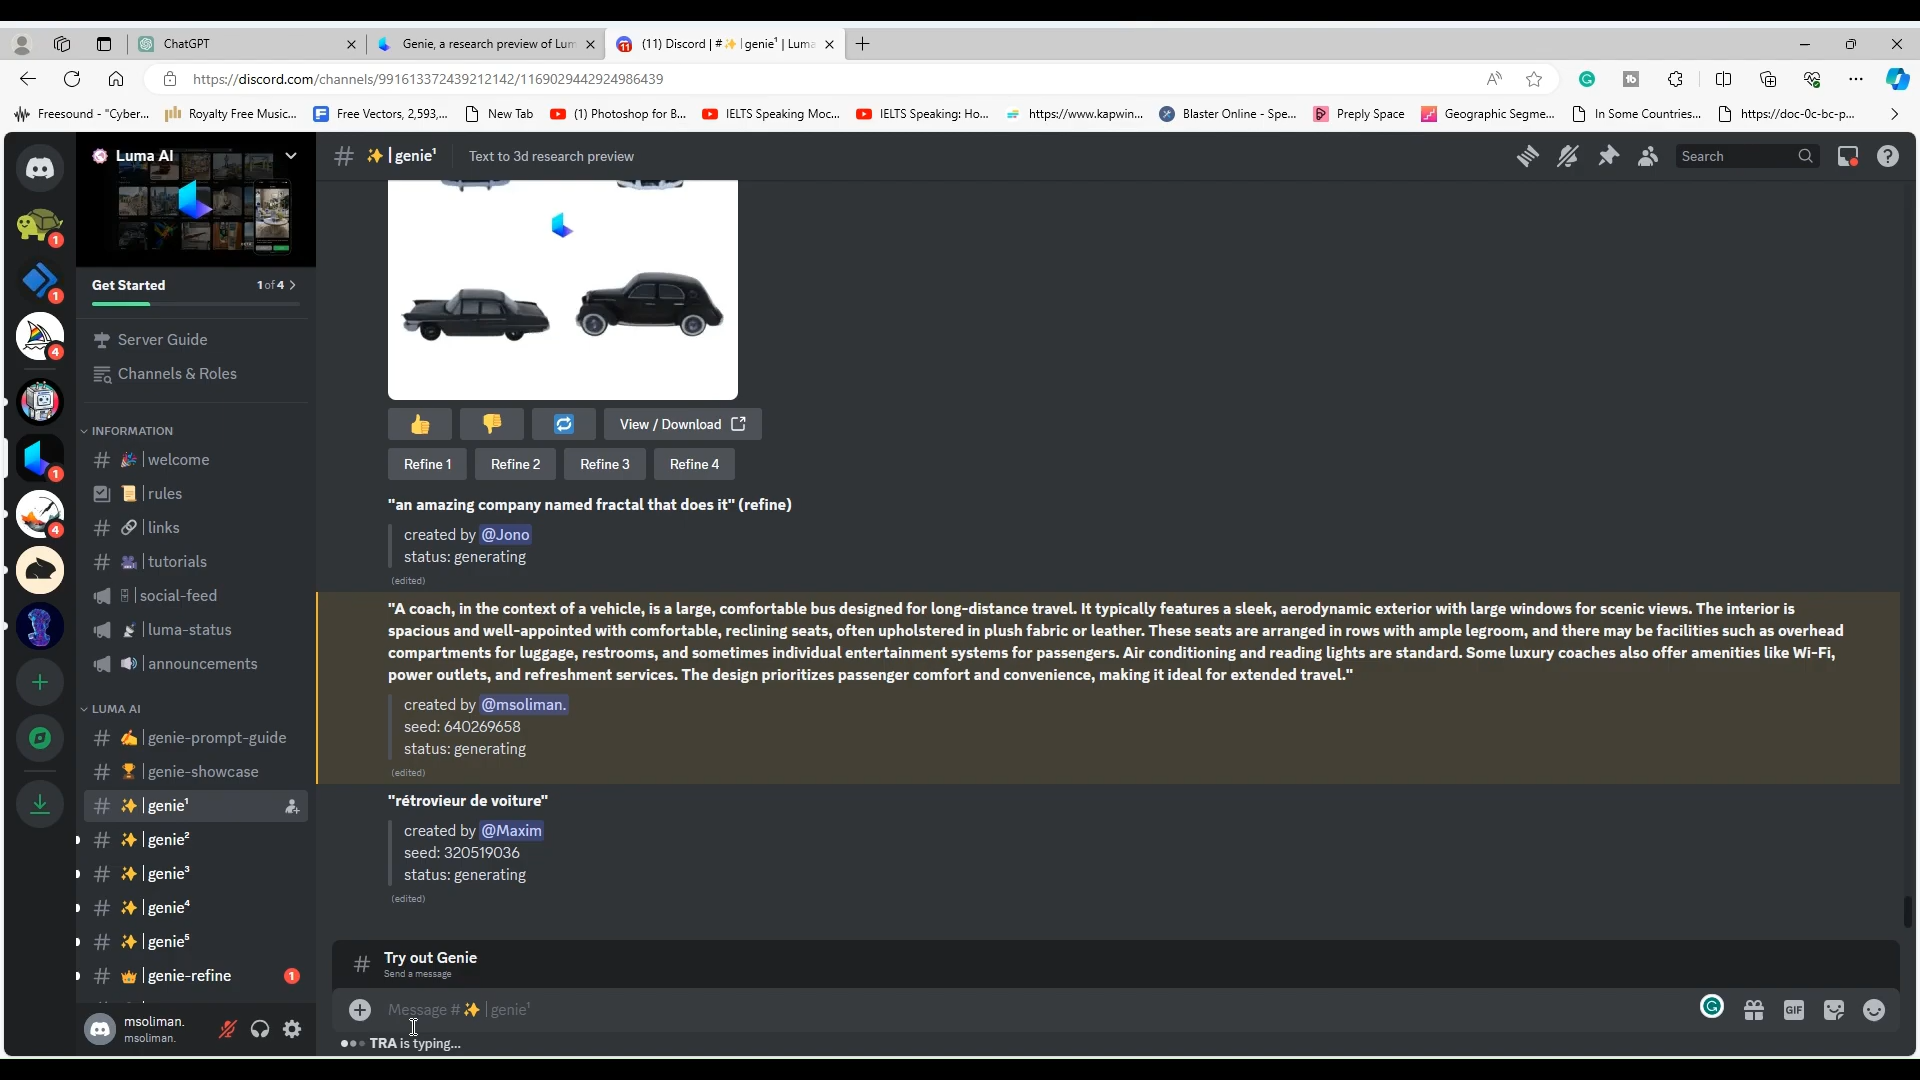 ChatGPT
Genie, a research preview of Lum
(11) Discord | #✨ | genie¹ | Luma
https://discord.com/channels/991613372439212142/1169029442924986439
Freesound - "Cyber...
Royalty Free Music...
Free Vectors, 2,593,...
New Tab
(1) Photoshop for B...
IELTS Speaking Moc...
IELTS Speaking: Ho...
https://www.kapwin...
Blaster Online - Spe...
Preply Space
Geographic Segme...
In Some Countries...
https://doc-0c-bc-p...
Luma AI
# ✨ | genie¹
Text to 3d research preview
Search
Get Started
1 of 4
Server Guide
Channels & Roles
INFORMATION
# | welcome
| rules
# | links
# | tutorials
| social-feed
| luma-status
| announcements
LUMA AI
# | genie-prompt-guide
# | genie-showcase
# ✨ | genie¹
# ✨ | genie²
# ✨ | genie³
# ✨ | genie⁴
# ✨ | genie⁵
# | genie-refine 1
msoliman.
msoliman.
View / Download
Refine 1 Refine 2 Refine 3 Refine 4
"an amazing company named fractal that does it" (refine)
created by @Jono
status: generating
(edited)
"A coach, in the context of a vehicle, is a large, comfortable bus designed for long-distance travel. It typically features a sleek, aerodynamic exterior with large windows for scenic views. The interior is
spacious and well-appointed with comfortable, reclining seats, often upholstered in plush fabric or leather. These seats are arranged in rows with ample legroom, and there may be facilities such as overhead
compartments for luggage, restrooms, and sometimes individual entertainment systems for passengers. Air conditioning and reading lights are standard. Some luxury coaches also offer amenities like Wi-Fi,
power outlets, and refreshment services. The design prioritizes passenger comfort and convenience, making it ideal for extended travel."
created by @msoliman.
seed: 640269658
status: generating
(edited)
"rétrovieur de voiture"
created by @Maxim
seed: 320519036
status: generating
(edited)
# Try out Genie
Send a message
Message #✨ | genie¹
GIF
TRA is typing...
1
1
4
1
4